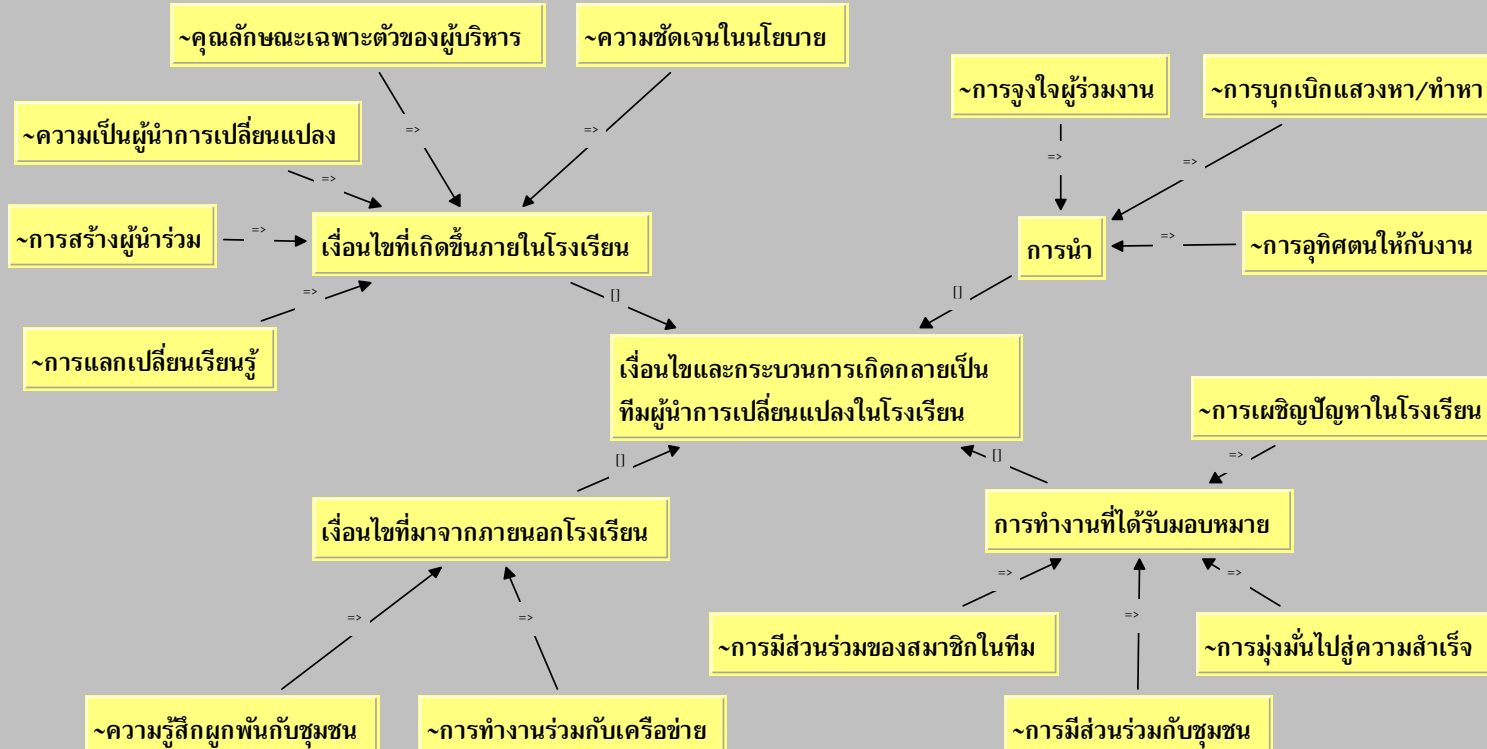 ~คุณลักษณะเฉพาะตัวของผู้บริหาร
~ความชัดเจนในนโยบาย
~การจูงใจผู้ร่วมงาน
~การบุกเบิกแสวงหา/ทำหา
~ความเป็นผู้นำการเปลี่ยนแปลง
=>
=>
=>
=>
=>
~การสร้างผู้นำร่วม
=>
เงื่อนไขที่เกิดขึ้นภายในโรงเรียน
การนำ
=>
~การอุทิศตนให้กับงาน
=>
[]
[]
~การแลกเปลี่ยนเรียนรู้
เงื่อนไขและกระบวนการเกิดกลายเป็น
ทีมผู้นำการเปลี่ยนแปลงในโรงเรียน
~การเผชิญปัญหาในโรงเรียน
[]
[]
=>
เงื่อนไขที่มาจากภายนอกโรงเรียน
การทำงานที่ได้รับมอบหมาย
=>
=>
=>
=>
=>
~การมีส่วนร่วมของสมาชิกในทีม
~การมุ่งมั่นไปสู่ความสำเร็จ
~ความรู้สึกผูกพันกับชุมชน
~การทำงานร่วมกับเครือข่าย
~การมีส่วนร่วมกับชุมชน